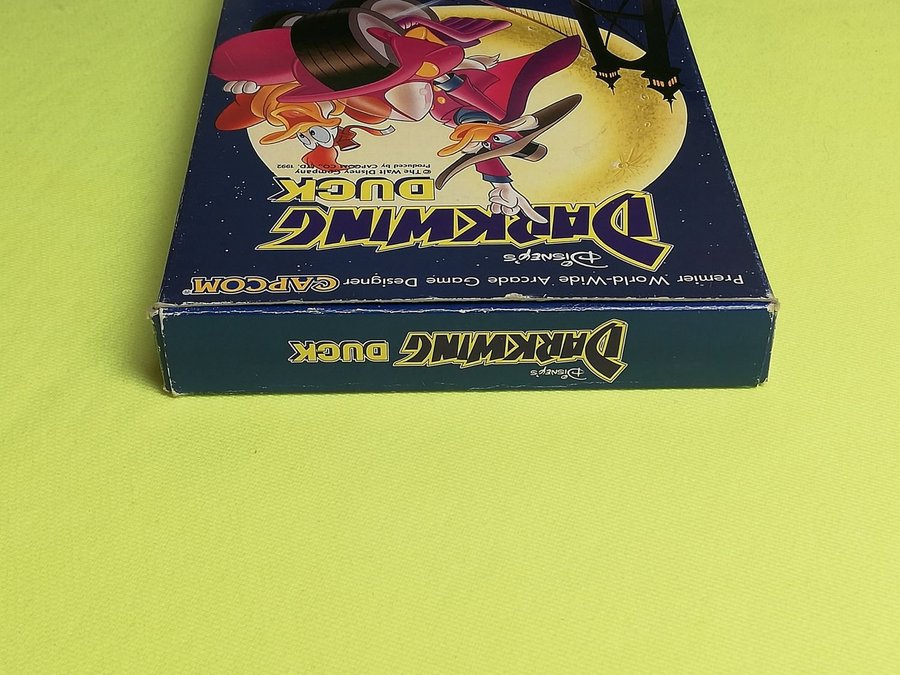 Premier World-Wide Arcade Game Designer CAPCOM®
DISNEY'S
DARKWING
DUCK
©The Walt Disney Company
Produced by CAPCOM CO., LTD. 1992
DISNEY'S
DARKWING DUCK